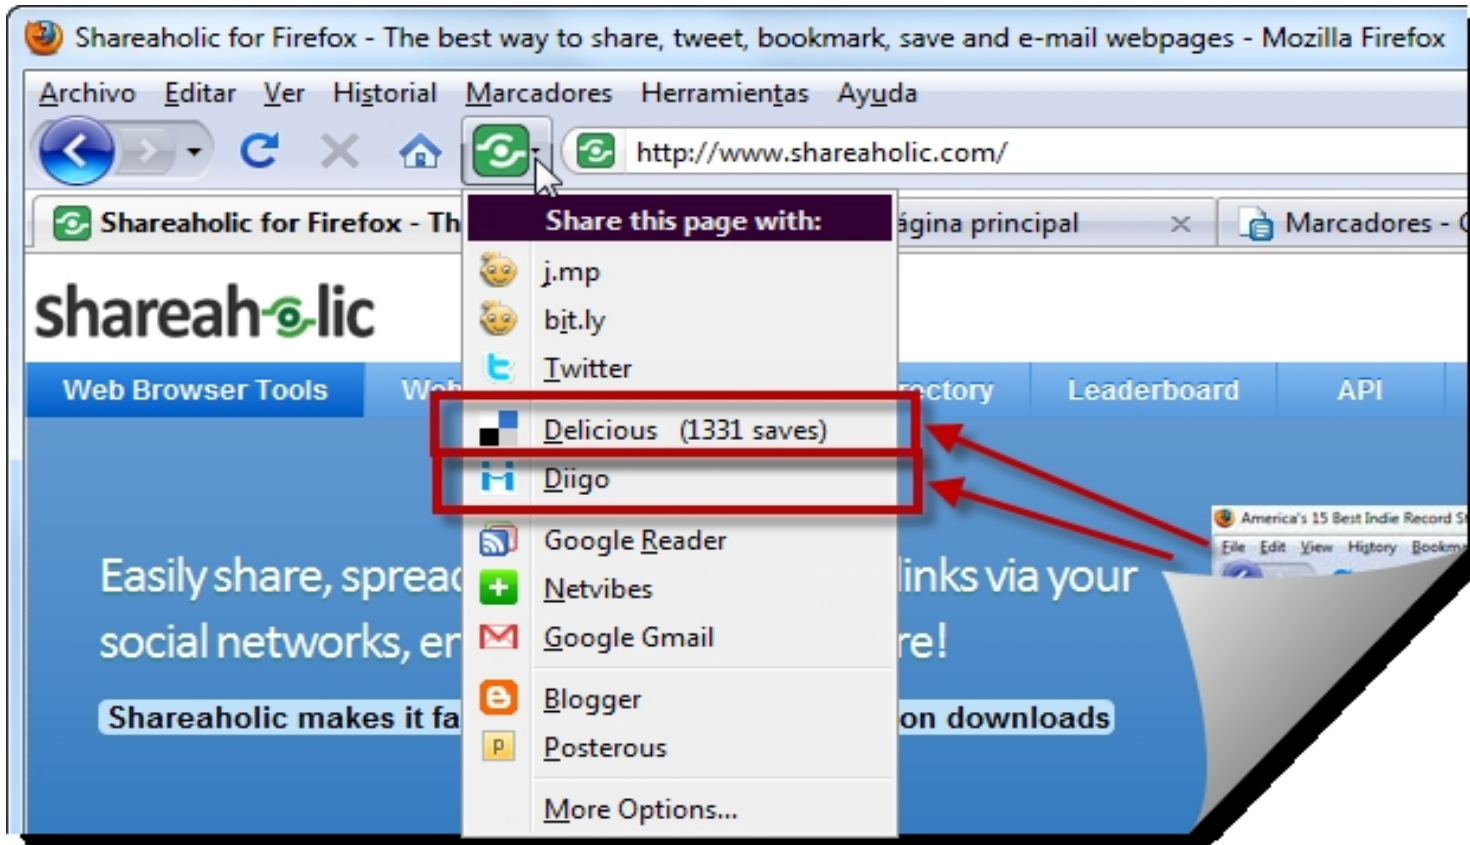 Shareaholic for Firefox - The best way to share, tweet, bookmark, save and e-mail webpages - Mozilla Firefox
Archivo Editar Ver Historial Marcadores Herramientas Ayuda
http://www.shareaholic.com/
Shareaholic for Firefox - Th
ágina principal
Marcadores -
Share this page with:
j.mp
bit.ly
Twitter
Delicious (1331 saves)
Diigo
Google Reader
Netvibes
Google Gmail
Blogger
P
Posterous
More Options...
shareaholic
Web Browser Tools
Leaderboard
API
America's 15 Best Indie Record
File Edit View History
Easily share, spread
links via your
social networks,
re!
Shareaholic makes it fa
on downloads